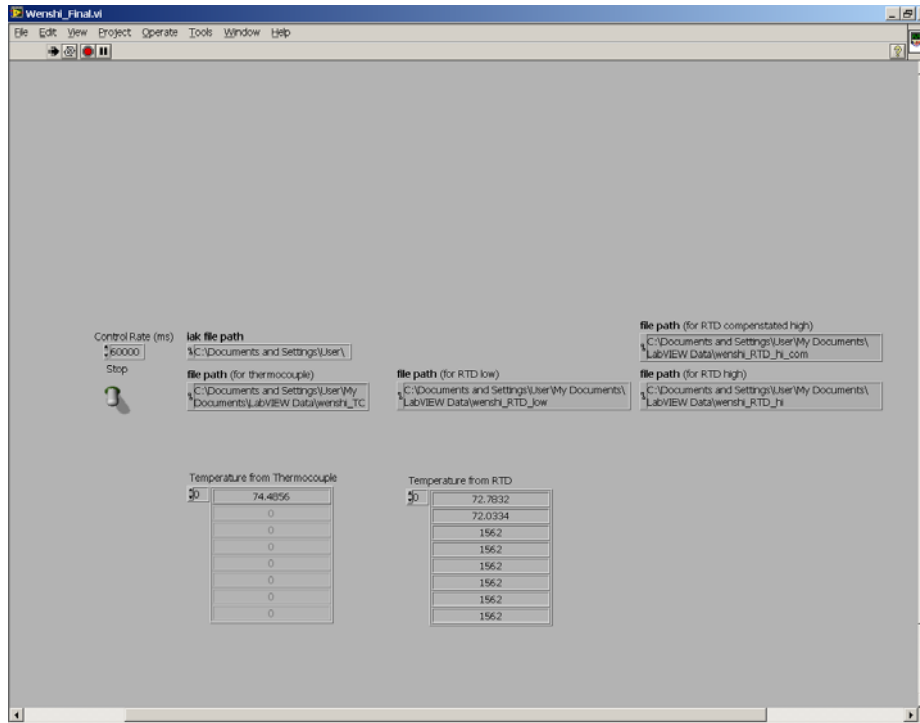 Wenshi_Final.vi
File Edit View Project Operate Tools Window Help
file path (for RTD compenstated high)
C:\Documents and Settings\User\My Documents\
LabVIEW Data\wenshi_RTD_hi_com
Control Rate (ms)
60000
Stop
iak file path
C:\Documents and Settings\User\
file path (for thermocouple)
C:\Documents and Settings\User\My
Documents\LabVIEW Data\wenshi_TC
file path (for RTD low)
C:\Documents and Settings\User\My Documents\
LabVIEW Data\wenshi_RTD_low
file path (for RTD high)
C:\Documents and Settings\User\My Documents\
LabVIEW Data\wenshi_RTD_hi
Temperature from Thermocouple
0
74.4856
0
0
0
0
0
0
0
Temperature from RTD
0
72.7832
72.0334
1562
1562
1562
1562
1562
1562